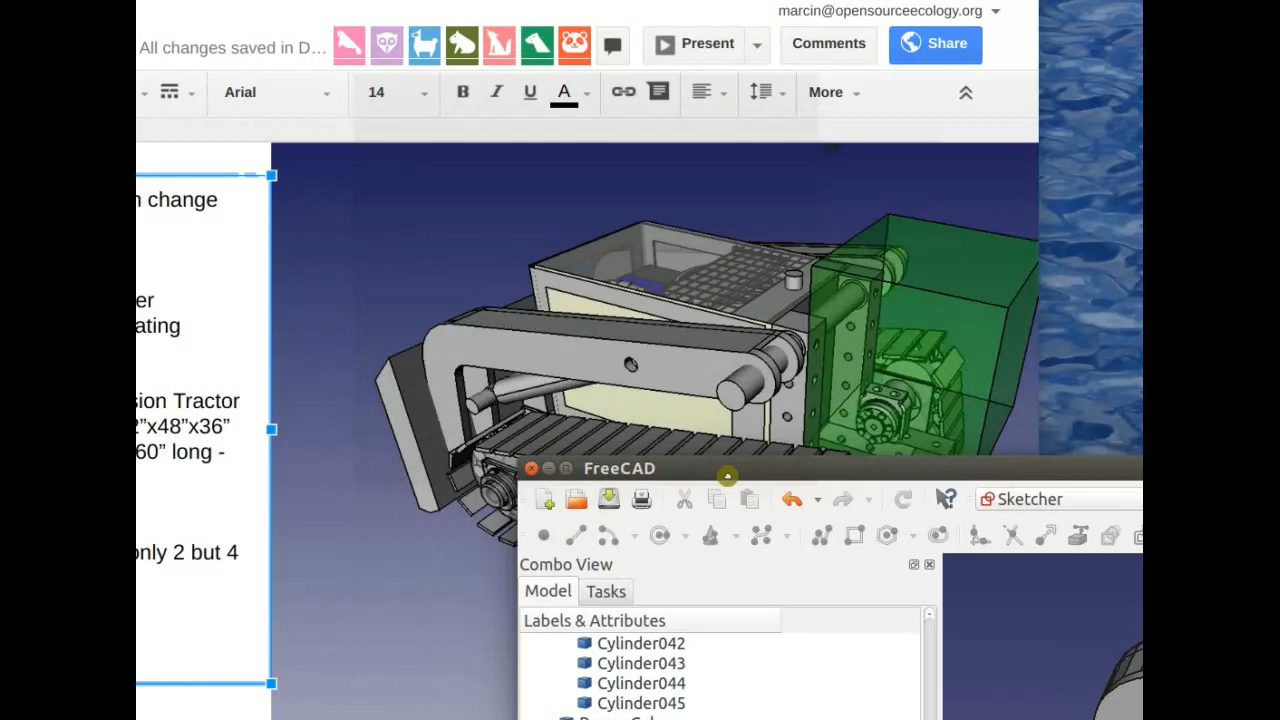 marcin@opensourceecology.org
All changes saved in D...
Present
Comments
Share
Arial
14
B
I
U
A
More
n change
er
ating
sion Tractor
2”x48”x36”
60” long -
only 2 but 4
FreeCAD
Sketcher
Combo View
Model
Tasks
Labels & Attributes
Cylinder042
Cylinder043
Cylinder044
Cylinder045